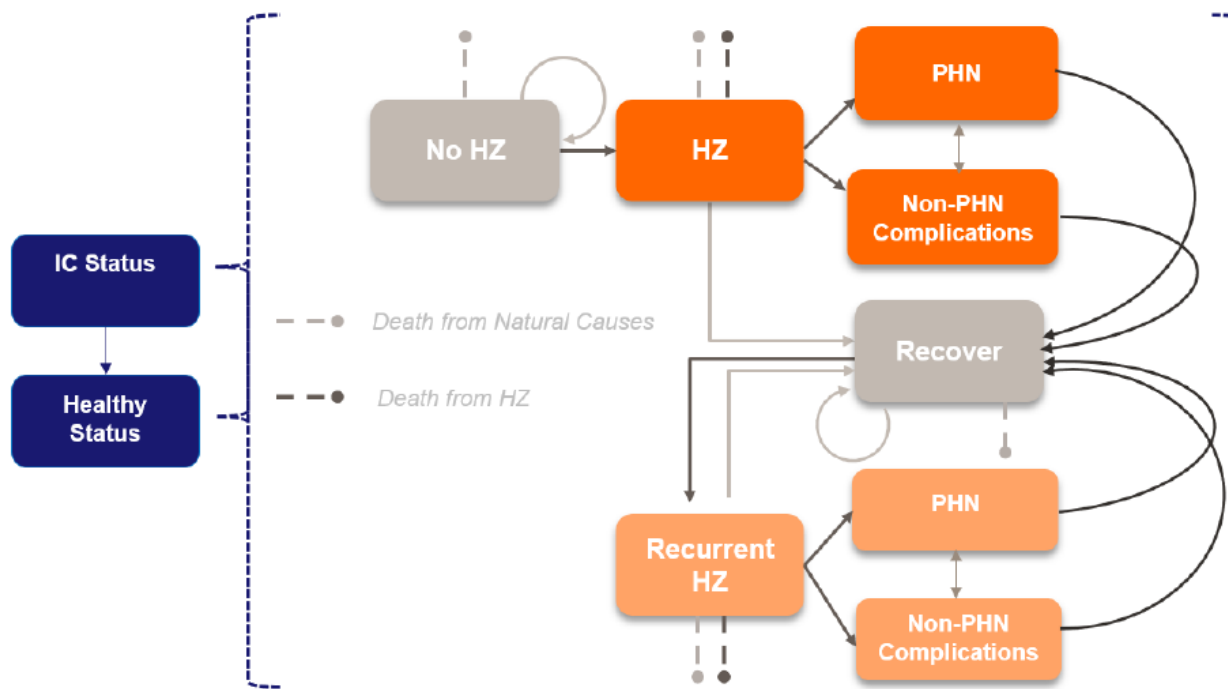 PHN
No HZ
HZ
Non-PHN
Complications
IC Status
Death from Natural Causes
Recover
Healthy
Status
Death from HZ
PHN
Recurrent
HZ
Non-PHN
Complications